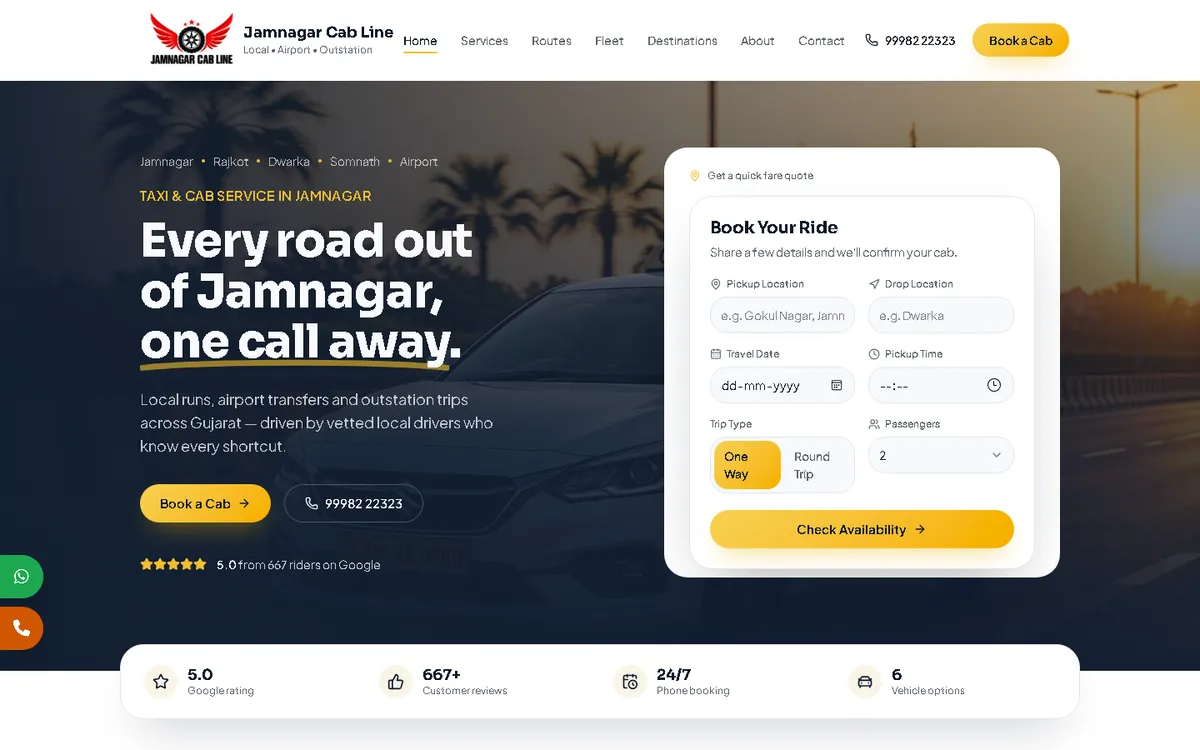 JAMNAGAR CAB LINE
Jamnagar Cab Line
Local • Airport • Outstation
Home
Services
Routes
Fleet
Destinations
About
Contact
99982 22323
Book a Cab
Jamnagar • Rajkot • Dwarka • Somnath • Airport
TAXI & CAB SERVICE IN JAMNAGAR
Every road out
of Jamnagar,
one call away.
Local runs, airport transfers and outstation trips
across Gujarat — driven by vetted local drivers who
know every shortcut.
Book a Cab →
99982 22323
5.0 from 667 riders on Google
Get a quick fare quote
Book Your Ride
Share a few details and we'll confirm your cab.
Pickup Location
Drop Location
e.g. Gokul Nagar, Jamn
e.g. Dwarka
Travel Date
Pickup Time
dd-mm-yyyy
--:--
Trip Type
Passengers
One
Way
Round
Trip
2
Check Availability →
5.0
Google rating
667+
Customer reviews
24/7
Phone booking
6
Vehicle options